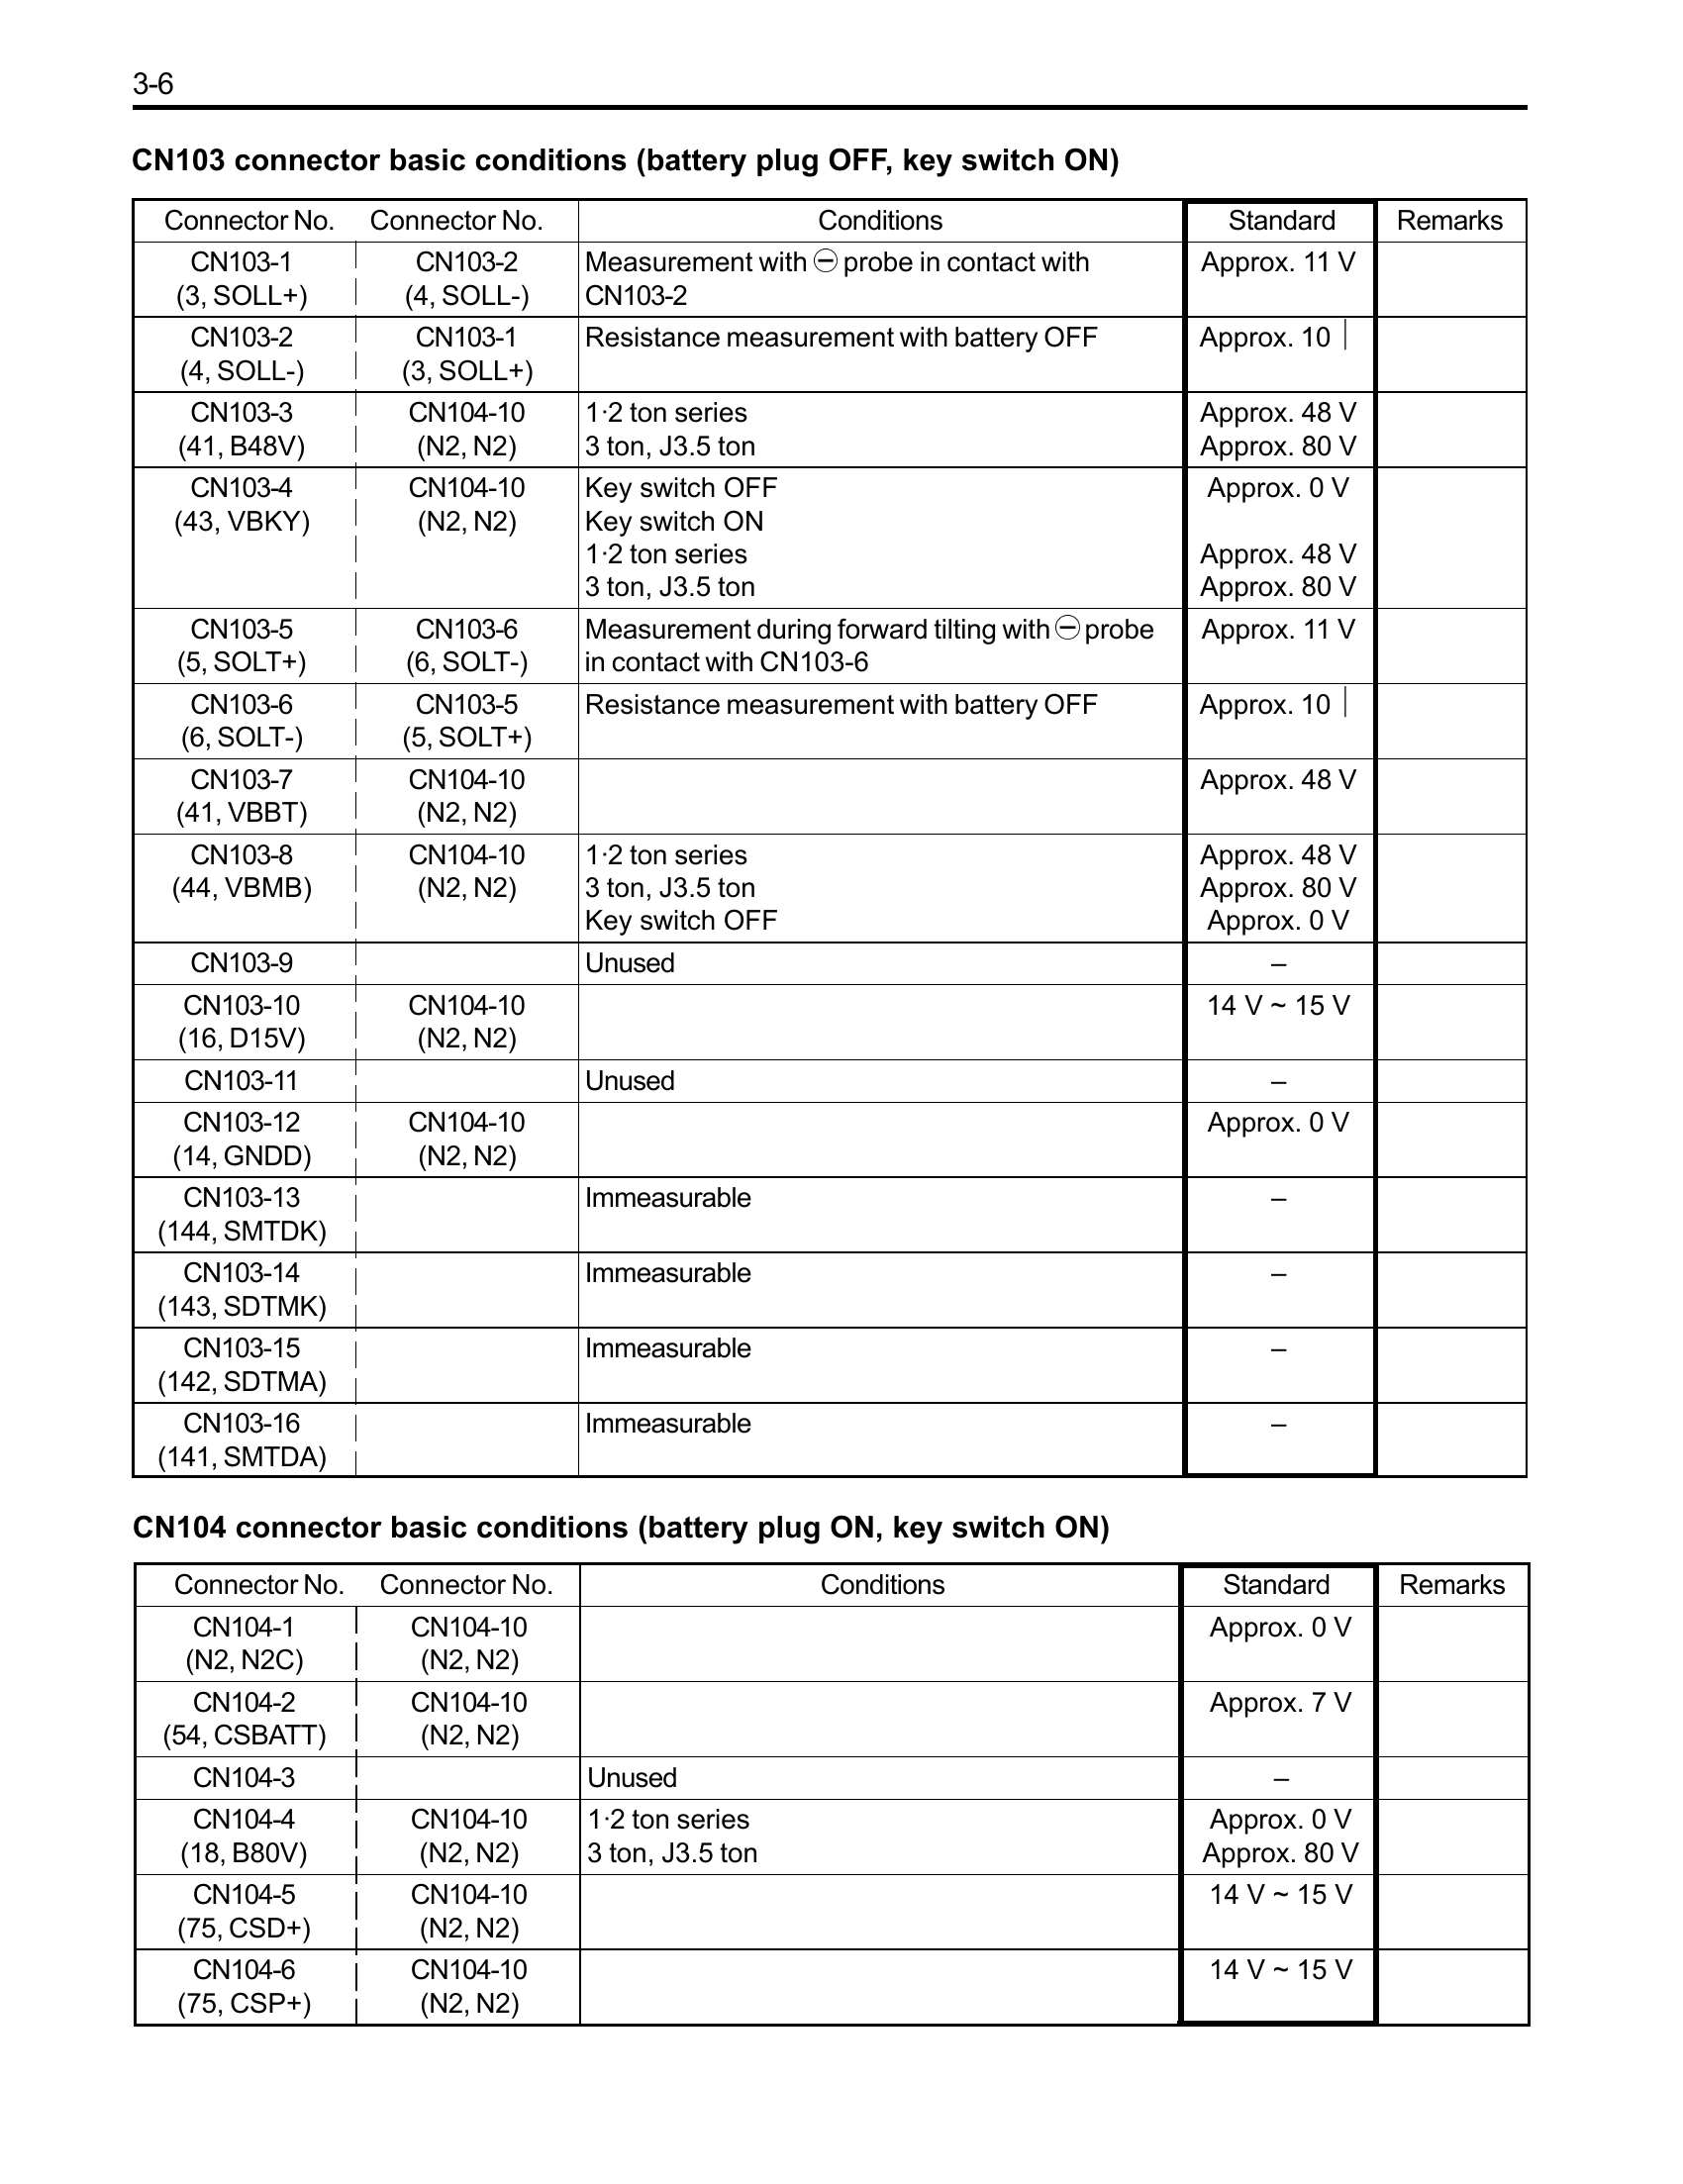 3-6
CN103 connector basic conditions (battery plug OFF, key switch ON)
Connector No. Connector No. Conditions Standard Remarks
CN103-1 CN103-2 Measurement with ⊖ probe in contact with Approx. 11 V
(3, SOLL+) (4, SOLL-) CN103-2
CN103-2 CN103-1 Resistance measurement with battery OFF Approx. 10 |
(4, SOLL-) (3, SOLL+)
CN103-3 CN104-10 1·2 ton series Approx. 48 V
(41, B48V) (N2, N2) 3 ton, J3.5 ton Approx. 80 V
CN103-4 CN104-10 Key switch OFF Approx. 0 V
(43, VBKY) (N2, N2) Key switch ON
1·2 ton series Approx. 48 V
3 ton, J3.5 ton Approx. 80 V
CN103-5 CN103-6 Measurement during forward tilting with ⊖ probe Approx. 11 V
(5, SOLT+) (6, SOLT-) in contact with CN103-6
CN103-6 CN103-5 Resistance measurement with battery OFF Approx. 10 |
(6, SOLT-) (5, SOLT+)
CN103-7 CN104-10 Approx. 48 V
(41, VBBT) (N2, N2)
CN103-8 CN104-10 1·2 ton series Approx. 48 V
(44, VBMB) (N2, N2) 3 ton, J3.5 ton Approx. 80 V
Key switch OFF Approx. 0 V
CN103-9 Unused –
CN103-10 CN104-10 14 V ~ 15 V
(16, D15V) (N2, N2)
CN103-11 Unused –
CN103-12 CN104-10 Approx. 0 V
(14, GNDD) (N2, N2)
CN103-13 Immeasurable –
(144, SMTDK)
CN103-14 Immeasurable –
(143, SDTMK)
CN103-15 Immeasurable –
(142, SDTMA)
CN103-16 Immeasurable –
(141, SMTDA)
CN104 connector basic conditions (battery plug ON, key switch ON)
Connector No. Connector No. Conditions Standard Remarks
CN104-1 CN104-10 Approx. 0 V
(N2, N2C) (N2, N2)
CN104-2 CN104-10 Approx. 7 V
(54, CSBATT) (N2, N2)
CN104-3 Unused –
CN104-4 CN104-10 1·2 ton series Approx. 0 V
(18, B80V) (N2, N2) 3 ton, J3.5 ton Approx. 80 V
CN104-5 CN104-10 14 V ~ 15 V
(75, CSD+) (N2, N2)
CN104-6 CN104-10 14 V ~ 15 V
(75, CSP+) (N2, N2)